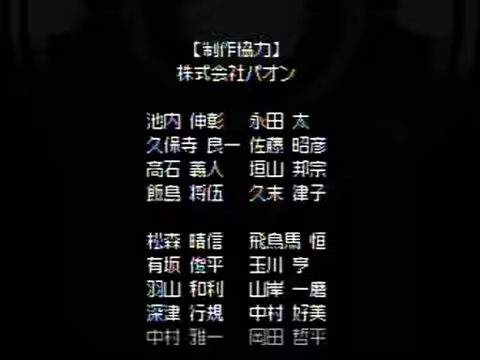 【制作協力】
株式会社パオン
池内 伸彰 永田 太
久保寺 良一 佐藤 昭彦
高石 義人 垣山 邦宗
飯島 将伍 久末 律子
松森 晴信 飛鳥馬 恒
有坂 俊平 玉川 亨
羽山 和利 山岸 一磨
深津 行規 中村 好美
中村 雅一 岡田 哲平